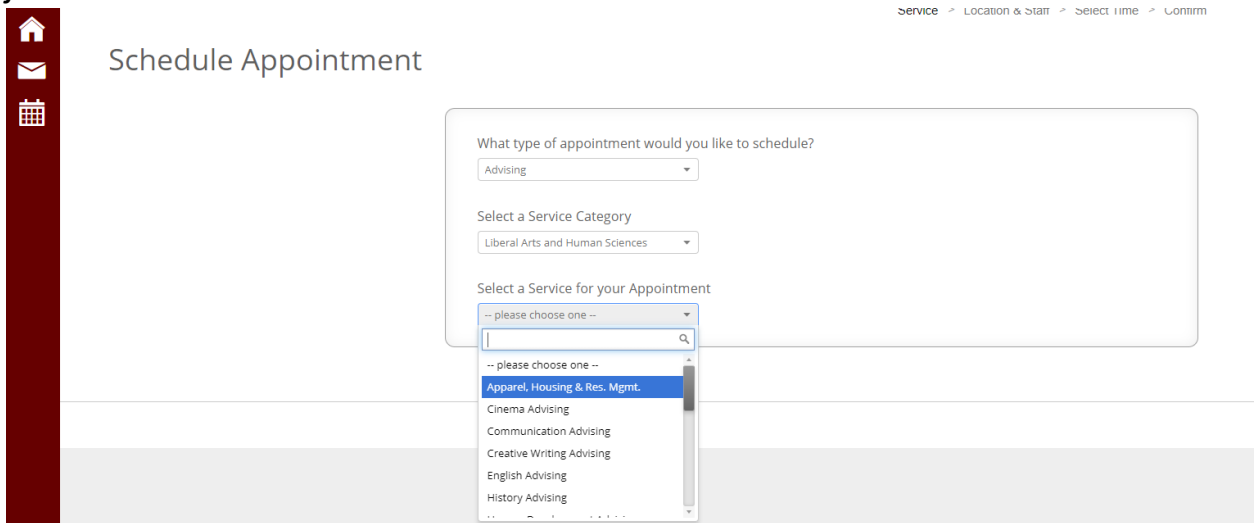 Service > Location & Staff > Select Time > Confirm
Schedule Appointment
What type of appointment would you like to schedule?
Advising
Select a Service Category
Liberal Arts and Human Sciences
Select a Service for your Appointment
-- please choose one --
-- please choose one --
Apparel, Housing & Res. Mgmt.
Cinema Advising
Communication Advising
Creative Writing Advising
English Advising
History Advising